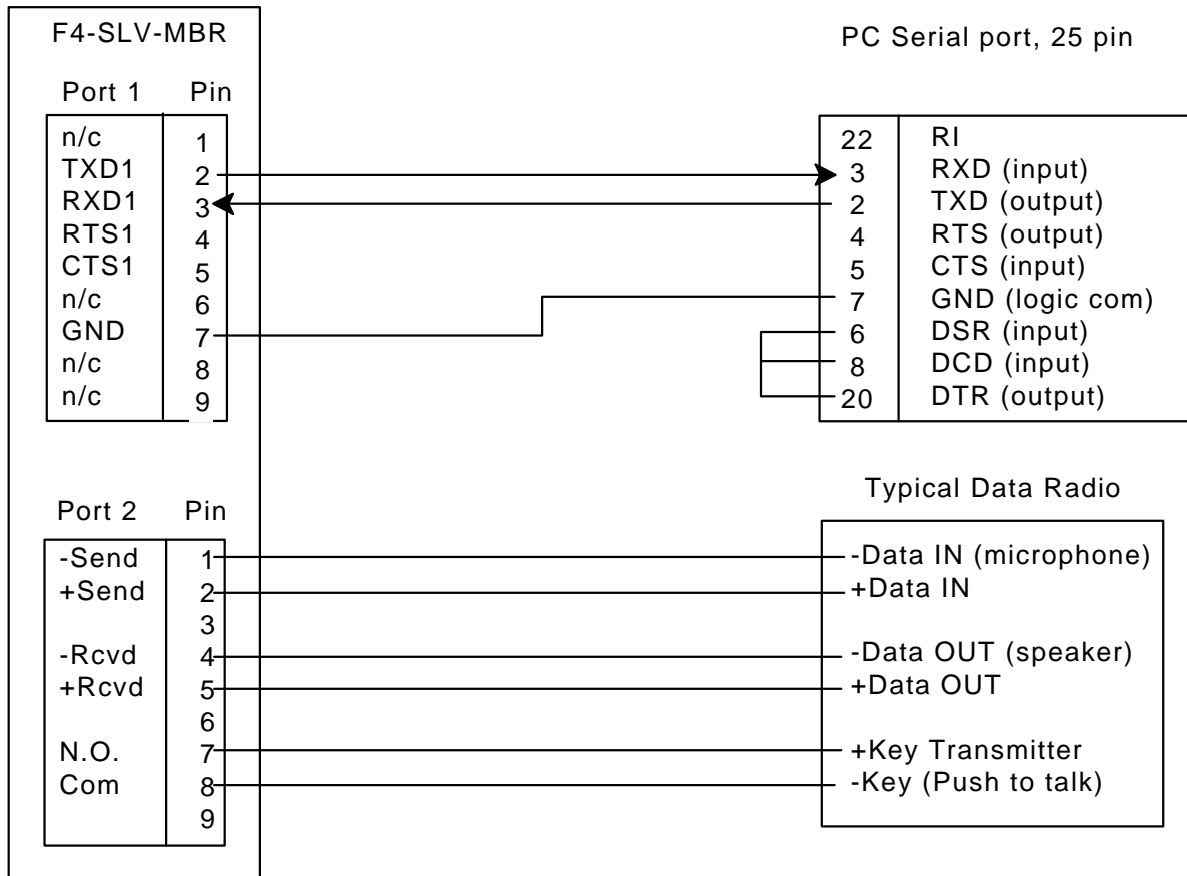 F4-SLV-MBR
PC Serial port, 25 pin
Port 1 Pin
n/c 1
TXD1 2
RXD1 3
RTS1 4
CTS1 5
n/c 6
GND 7
n/c 8
n/c 9
22 RI
3 RXD (input)
2 TXD (output)
4 RTS (output)
5 CTS (input)
7 GND (logic com)
6 DSR (input)
8 DCD (input)
20 DTR (output)
Port 2 Pin
-Send 1
+Send 2
3
-Rcvd 4
+Rcvd 5
6
N.O. 7
Com 8
9
Typical Data Radio
-Data IN (microphone)
+Data IN
-Data OUT (speaker)
+Data OUT
+Key Transmitter
-Key (Push to talk)